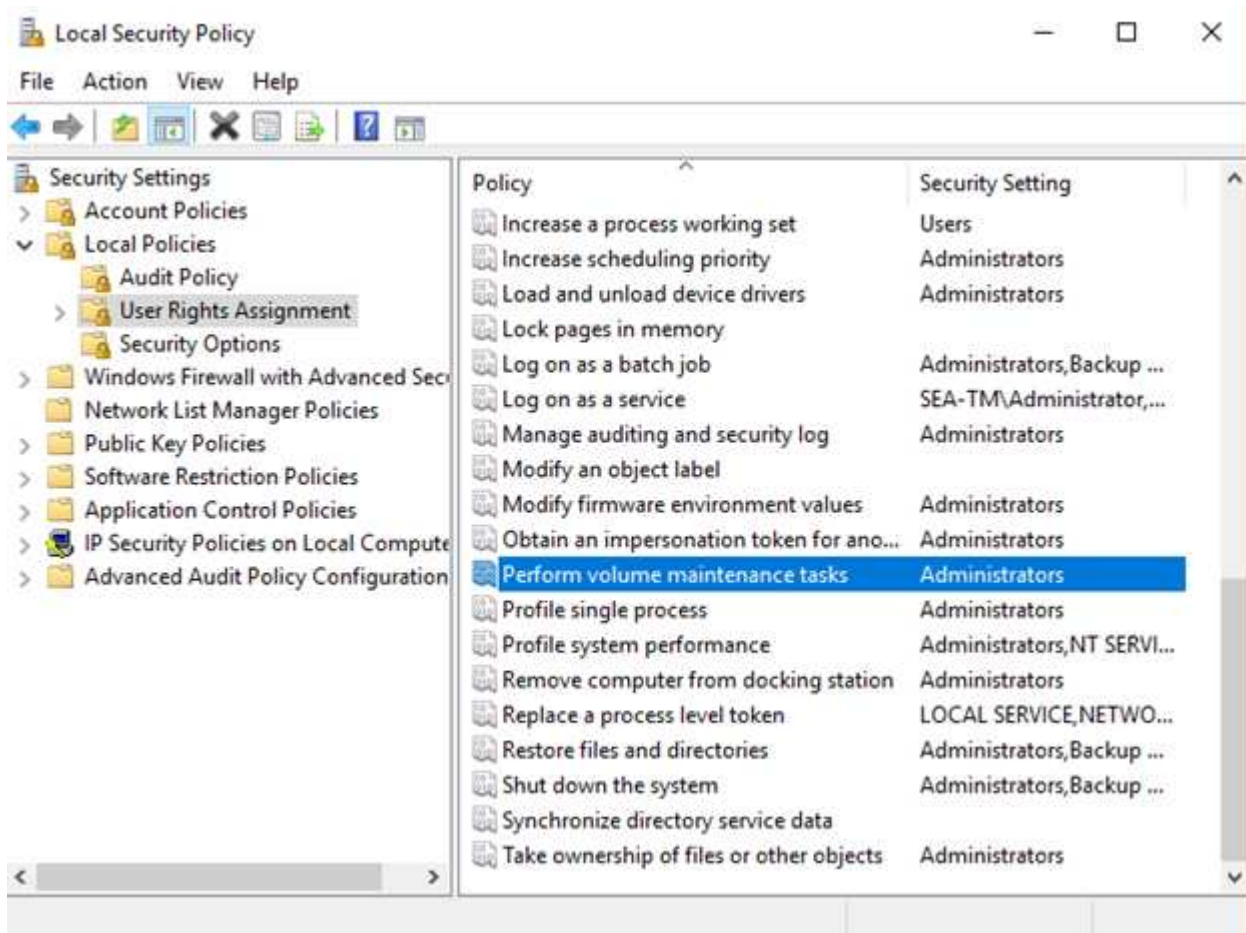 Local Security Policy
File Action View Help
Security Settings
Account Policies
Local Policies
Audit Policy
User Rights Assignment
Security Options
Windows Firewall with Advanced Sec
Network List Manager Policies
Public Key Policies
Software Restriction Policies
Application Control Policies
IP Security Policies on Local Compute
Advanced Audit Policy Configuration
Policy Security Setting
Increase a process working set Users
Increase scheduling priority Administrators
Load and unload device drivers Administrators
Lock pages in memory
Log on as a batch job Administrators,Backup ...
Log on as a service SEA-TM\Administrator,...
Manage auditing and security log Administrators
Modify an object label
Modify firmware environment values Administrators
Obtain an impersonation token for ano... Administrators
Perform volume maintenance tasks Administrators
Profile single process Administrators
Profile system performance Administrators,NT SERVI...
Remove computer from docking station Administrators
Replace a process level token LOCAL SERVICE,NETWO...
Restore files and directories Administrators,Backup ...
Shut down the system Administrators,Backup ...
Synchronize directory service data
Take ownership of files or other objects Administrators